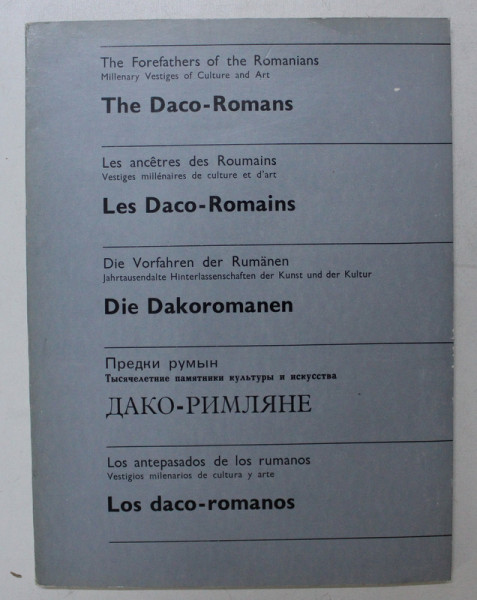 The Forefathers of the Romanians
Millenary Vestiges of Culture and Art
The Daco-Romans
Les ancêtres des Roumains
Vestiges millénaires de culture et d'art
Les Daco-Romains
Die Vorfahren der Rumänen
Jahrtausendalte Hinterlassenschaften der Kunst und der Kultur
Die Dakoromanen
Предки румын
Тысячелетние памятники культуры и искусства
ДАКО-РИМЛЯНЕ
Los antepasados de los rumanos
Vestigios milenarios de cultura y arte
Los daco-romanos